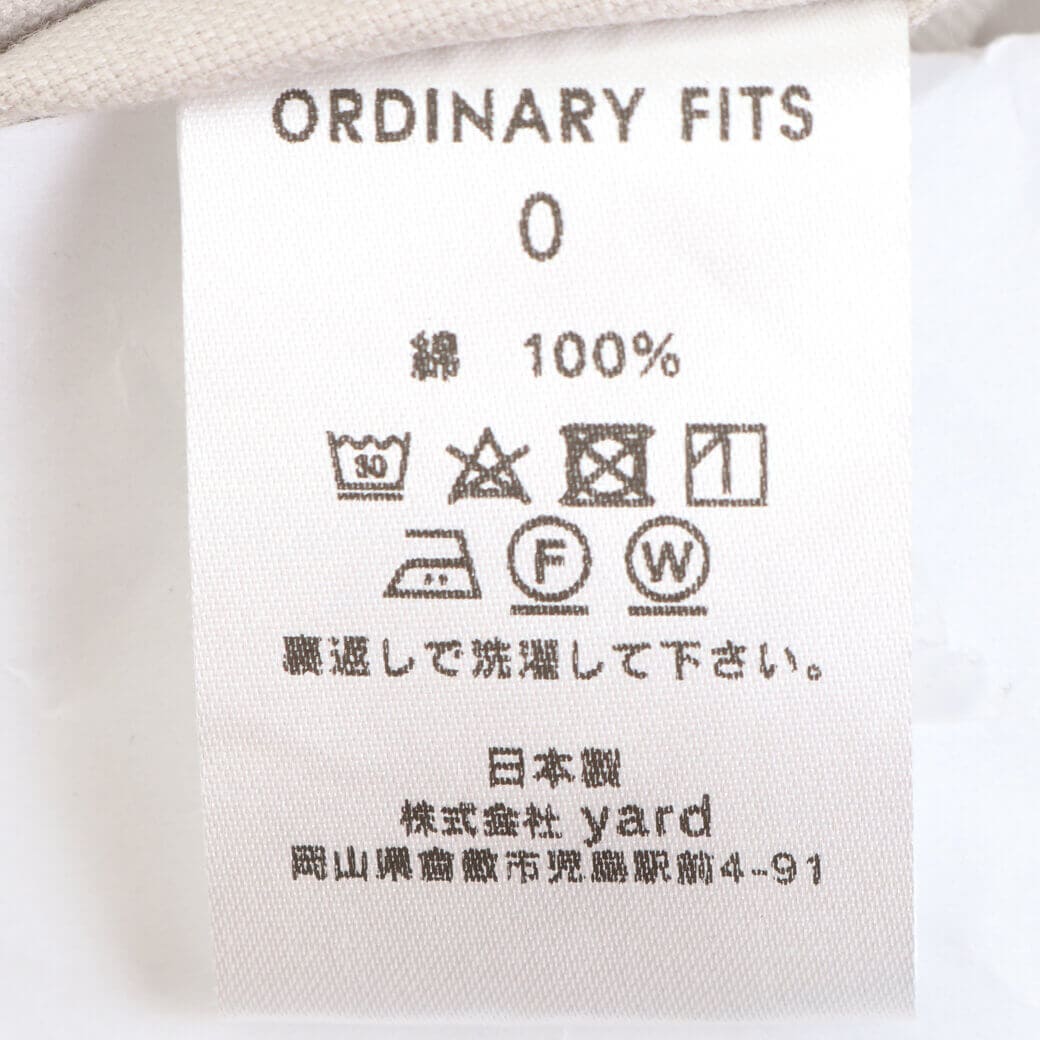 ORDINARY FITS
0
綿 100%
30
F W
裏返しで洗濯して下さい。
日本製
株式会社 yard
岡山県倉敷市児島駅前4-91